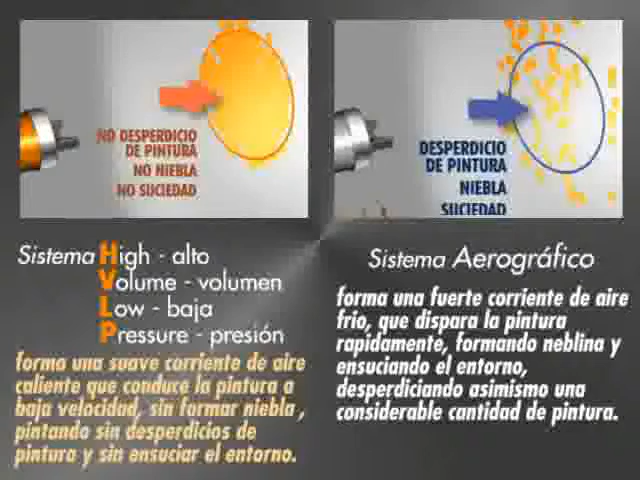 NO DESPERDICIO
DE PINTURA
NO NIEBLA
NO SUCIEDAD
DESPERDICIO
DE PINTURA
NIEBLA
SUCIEDAD
Sistema High - alto
Volume - volumen
Low - baja
Pressure - presión
forma una suave corriente de aire
caliente que conduce la pintura a
baja velocidad, sin formar niebla ,
pintando sin desperdicios de
pintura y sin ensuciar el entorno.
Sistema Aerográfico
forma una fuerte corriente de aire
frio, que dispara la pintura
rapidamente, formando neblina y
ensuciando el entorno,
desperdiciando asimismo una
considerable cantidad de pintura.